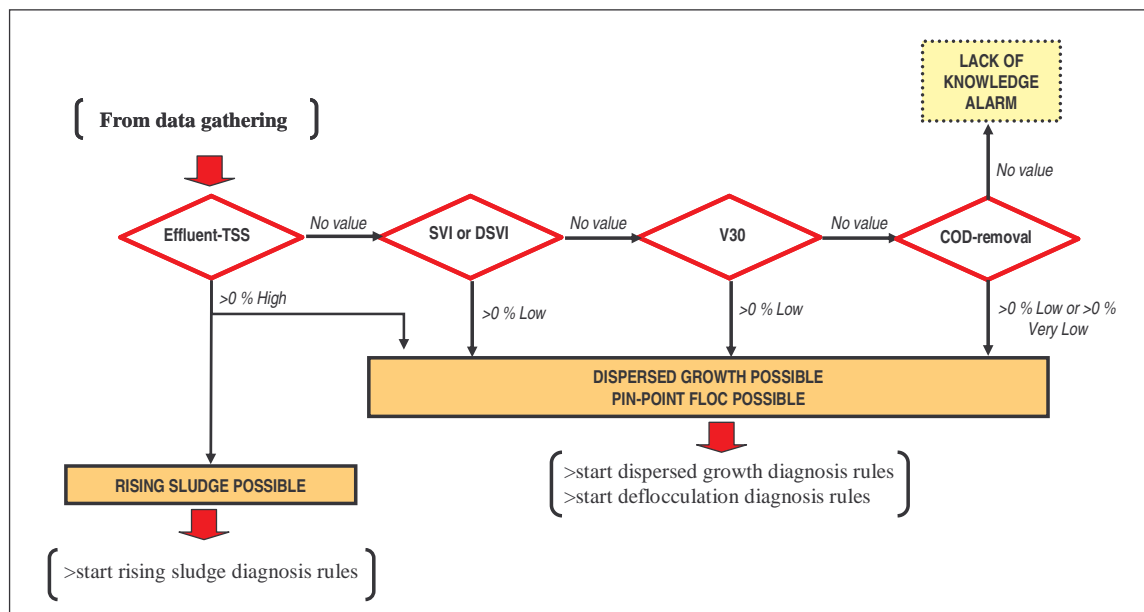 LACK OF
KNOWLEDGE
ALARM
From data gathering
No value
Effluent-TSS
No value
SVI or DSVI
No value
V30
No value
COD-removal
>0 % High
>0 % Low
>0 % Low
>0 % Low or >0 %
Very Low
DISPERSED GROWTH POSSIBLE
PIN-POINT FLOC POSSIBLE
>start dispersed growth diagnosis rules
>start deflocculation diagnosis rules
RISING SLUDGE POSSIBLE
>start rising sludge diagnosis rules